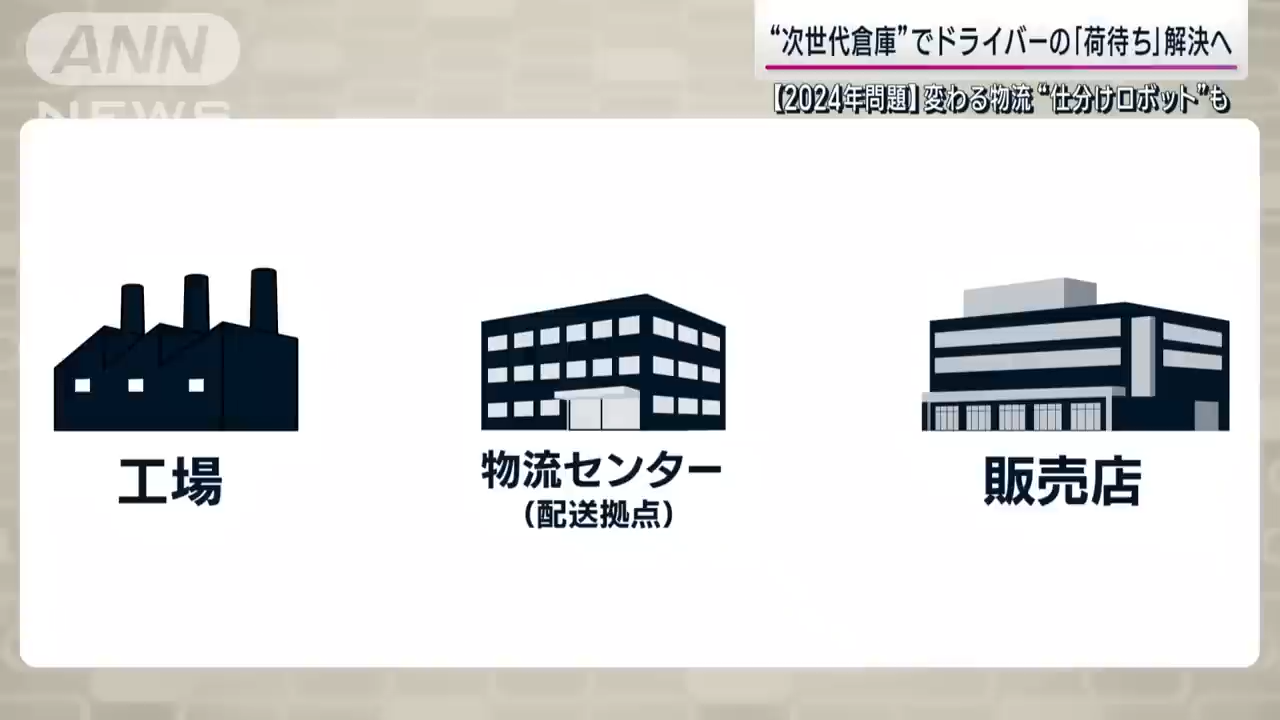 ANN
NEWS
“次世代倉庫”でドライバーの「荷待ち」解決へ
【2024年問題】変わる物流“仕分けロボット”も
工場
物流センター
(配送拠点)
販売店